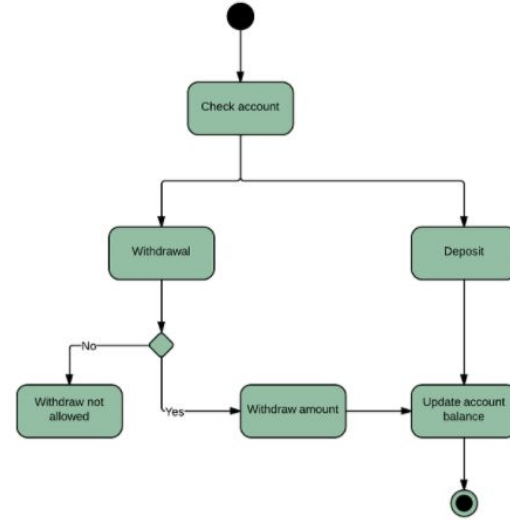 Check account
Withdrawal
Deposit
No
Withdraw not
allowed
Yes
Withdraw amount
Update account
balance